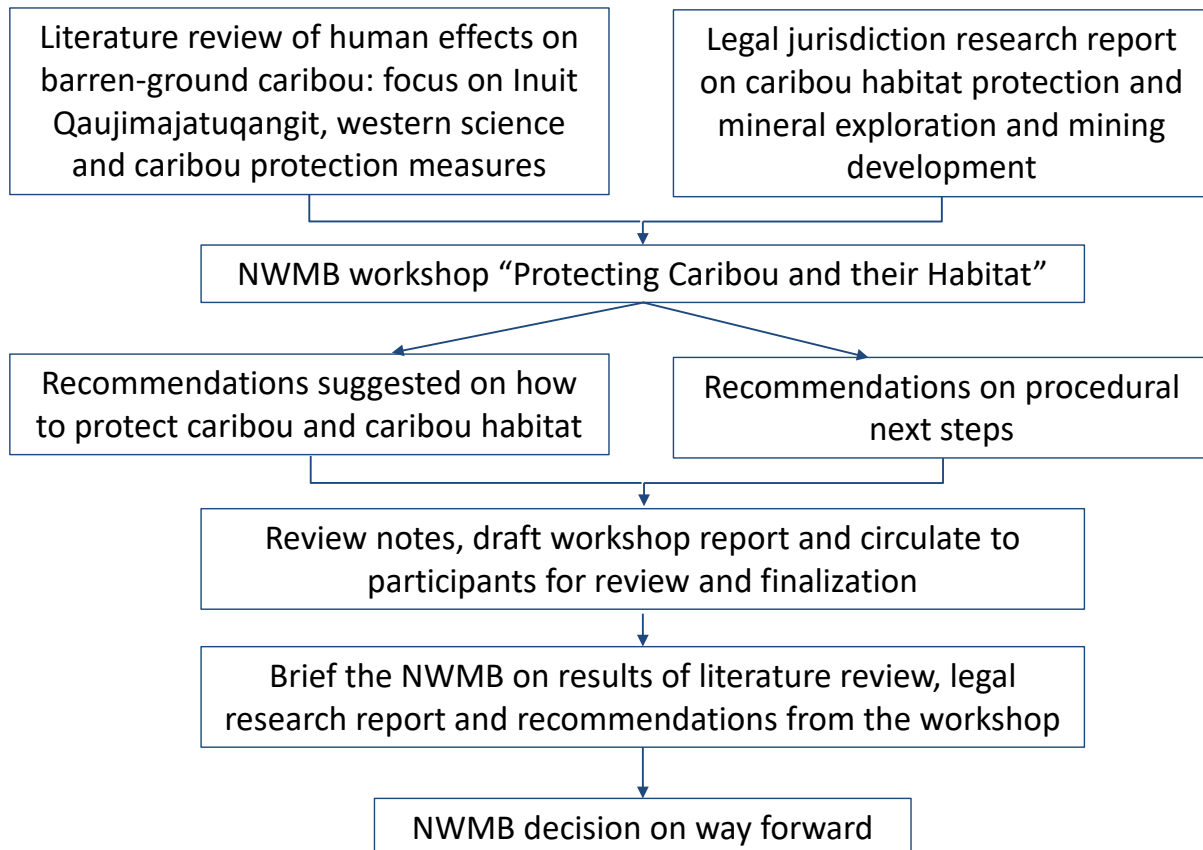 Literature review of human effects on
barren-ground caribou: focus on Inuit
Qaujimajatuqangit, western science
and caribou protection measures
Legal jurisdiction research report
on caribou habitat protection and
mineral exploration and mining
development
NWMB workshop “Protecting Caribou and their Habitat”
Recommendations suggested on how
to protect caribou and caribou habitat
Recommendations on procedural
next steps
Review notes, draft workshop report and circulate to
participants for review and finalization
Brief the NWMB on results of literature review, legal
research report and recommendations from the workshop
NWMB decision on way forward